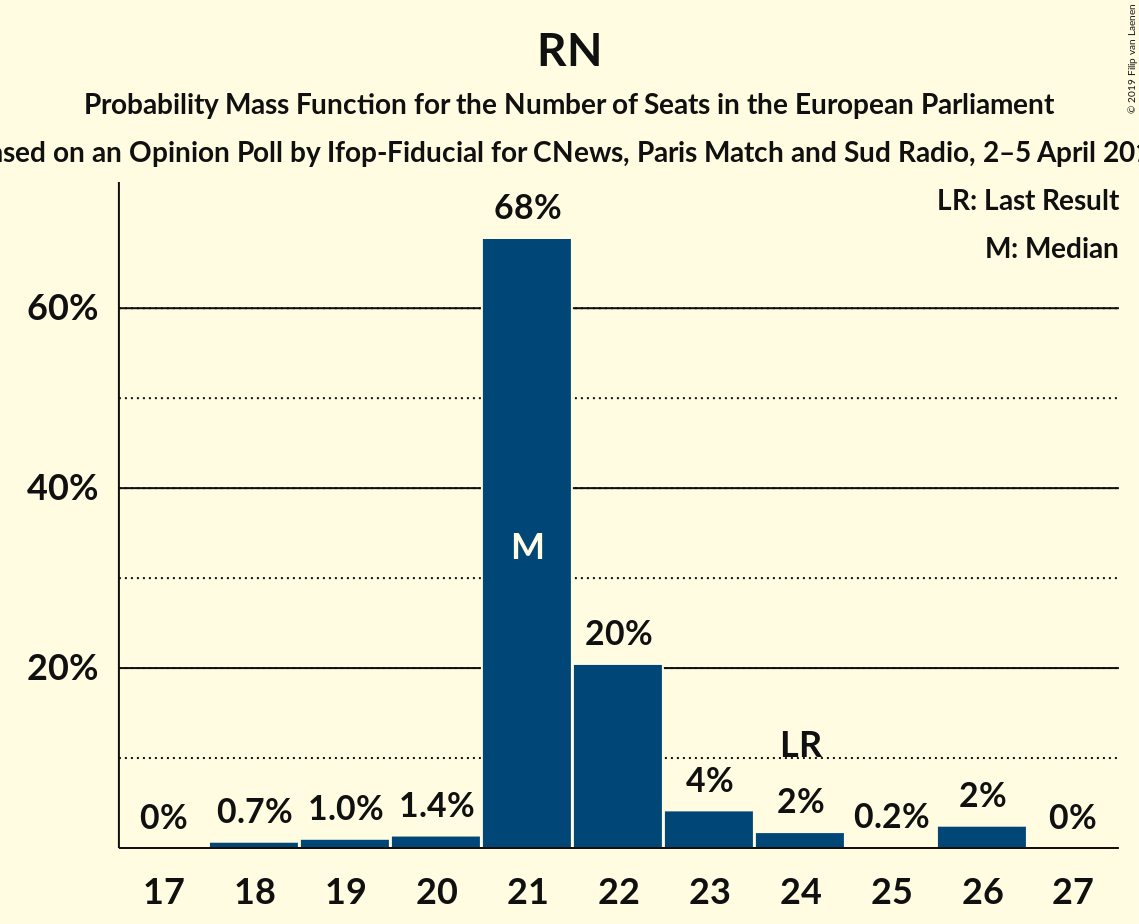 RN
Probability Mass Function for the Number of Seats in the European Parliament
on an Opinion Poll by Ifop-Fiducial for CNews, Paris Match and Sud Radio, 2–5 April
© 2019 Filip van Laenen
LR: Last Result
M: Median
68%
60%
40%
M
20%
20%
LR
0%
0.7%
1.0%
1.4%
4%
2%
0.2%
2%
0%
17 18 19 20 21 22 23 24 25 26 27